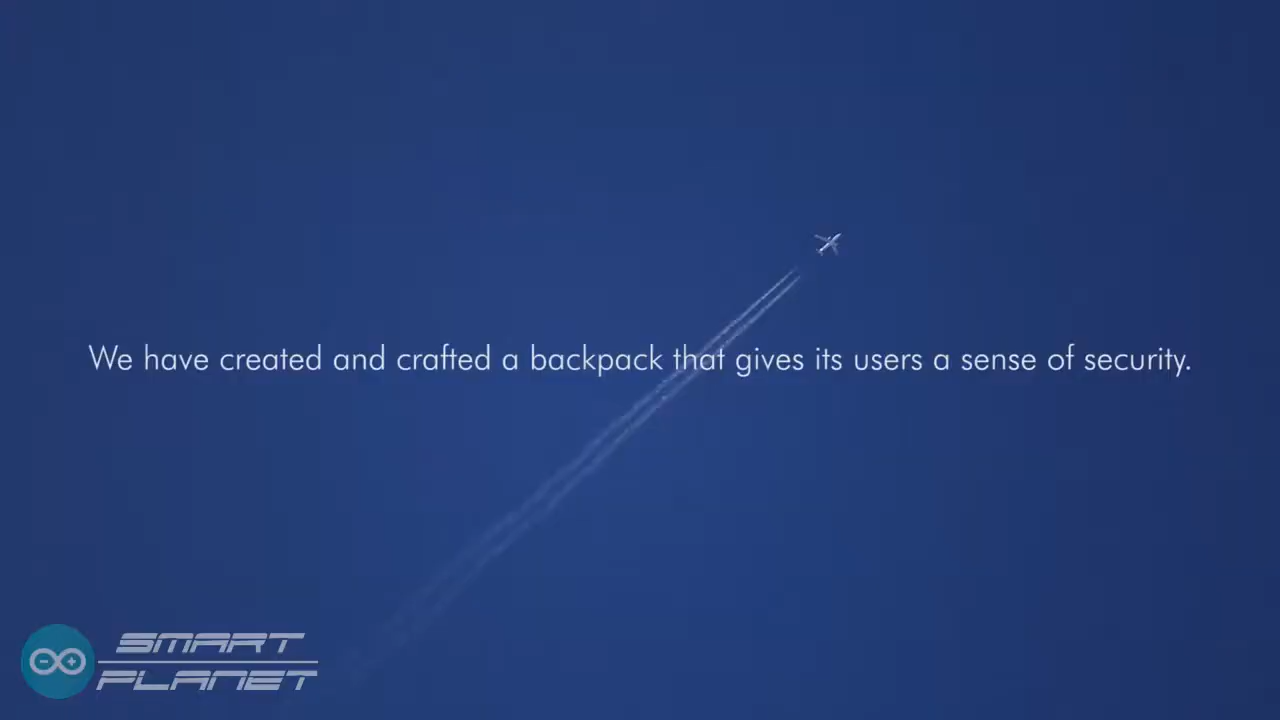 We have created and crafted a backpack that gives its users a sense of security.
SMART
PLANET